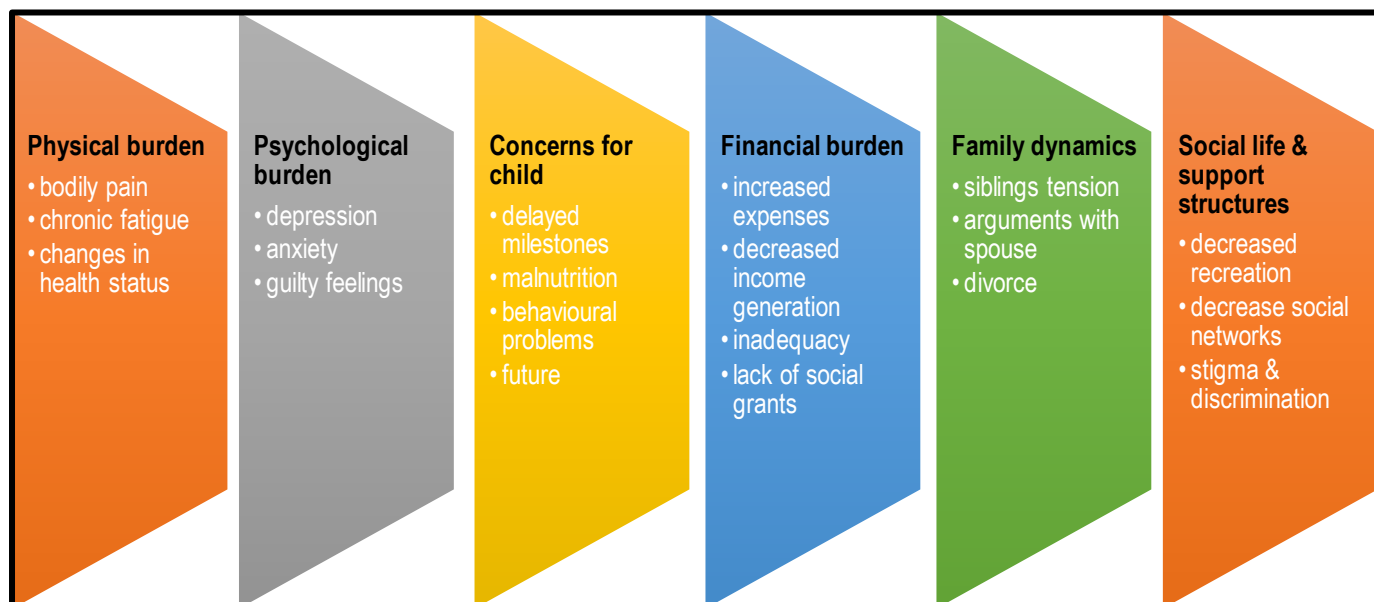 Physical burden
• bodily pain
• chronic fatigue
• changes in
health status
Psychological
burden
• depression
• anxiety
• guilty feelings
Concerns for
child
• delayed
milestones
• malnutrition
• behavioural
problems
• future
Financial burden
• increased
expenses
• decreased
income
generation
• inadequacy
• lack of social
grants
Family dynamics
• siblings tension
• arguments with
spouse
• divorce
Social life &
support
structures
• decreased
recreation
• decrease social
networks
• stigma &
discrimination